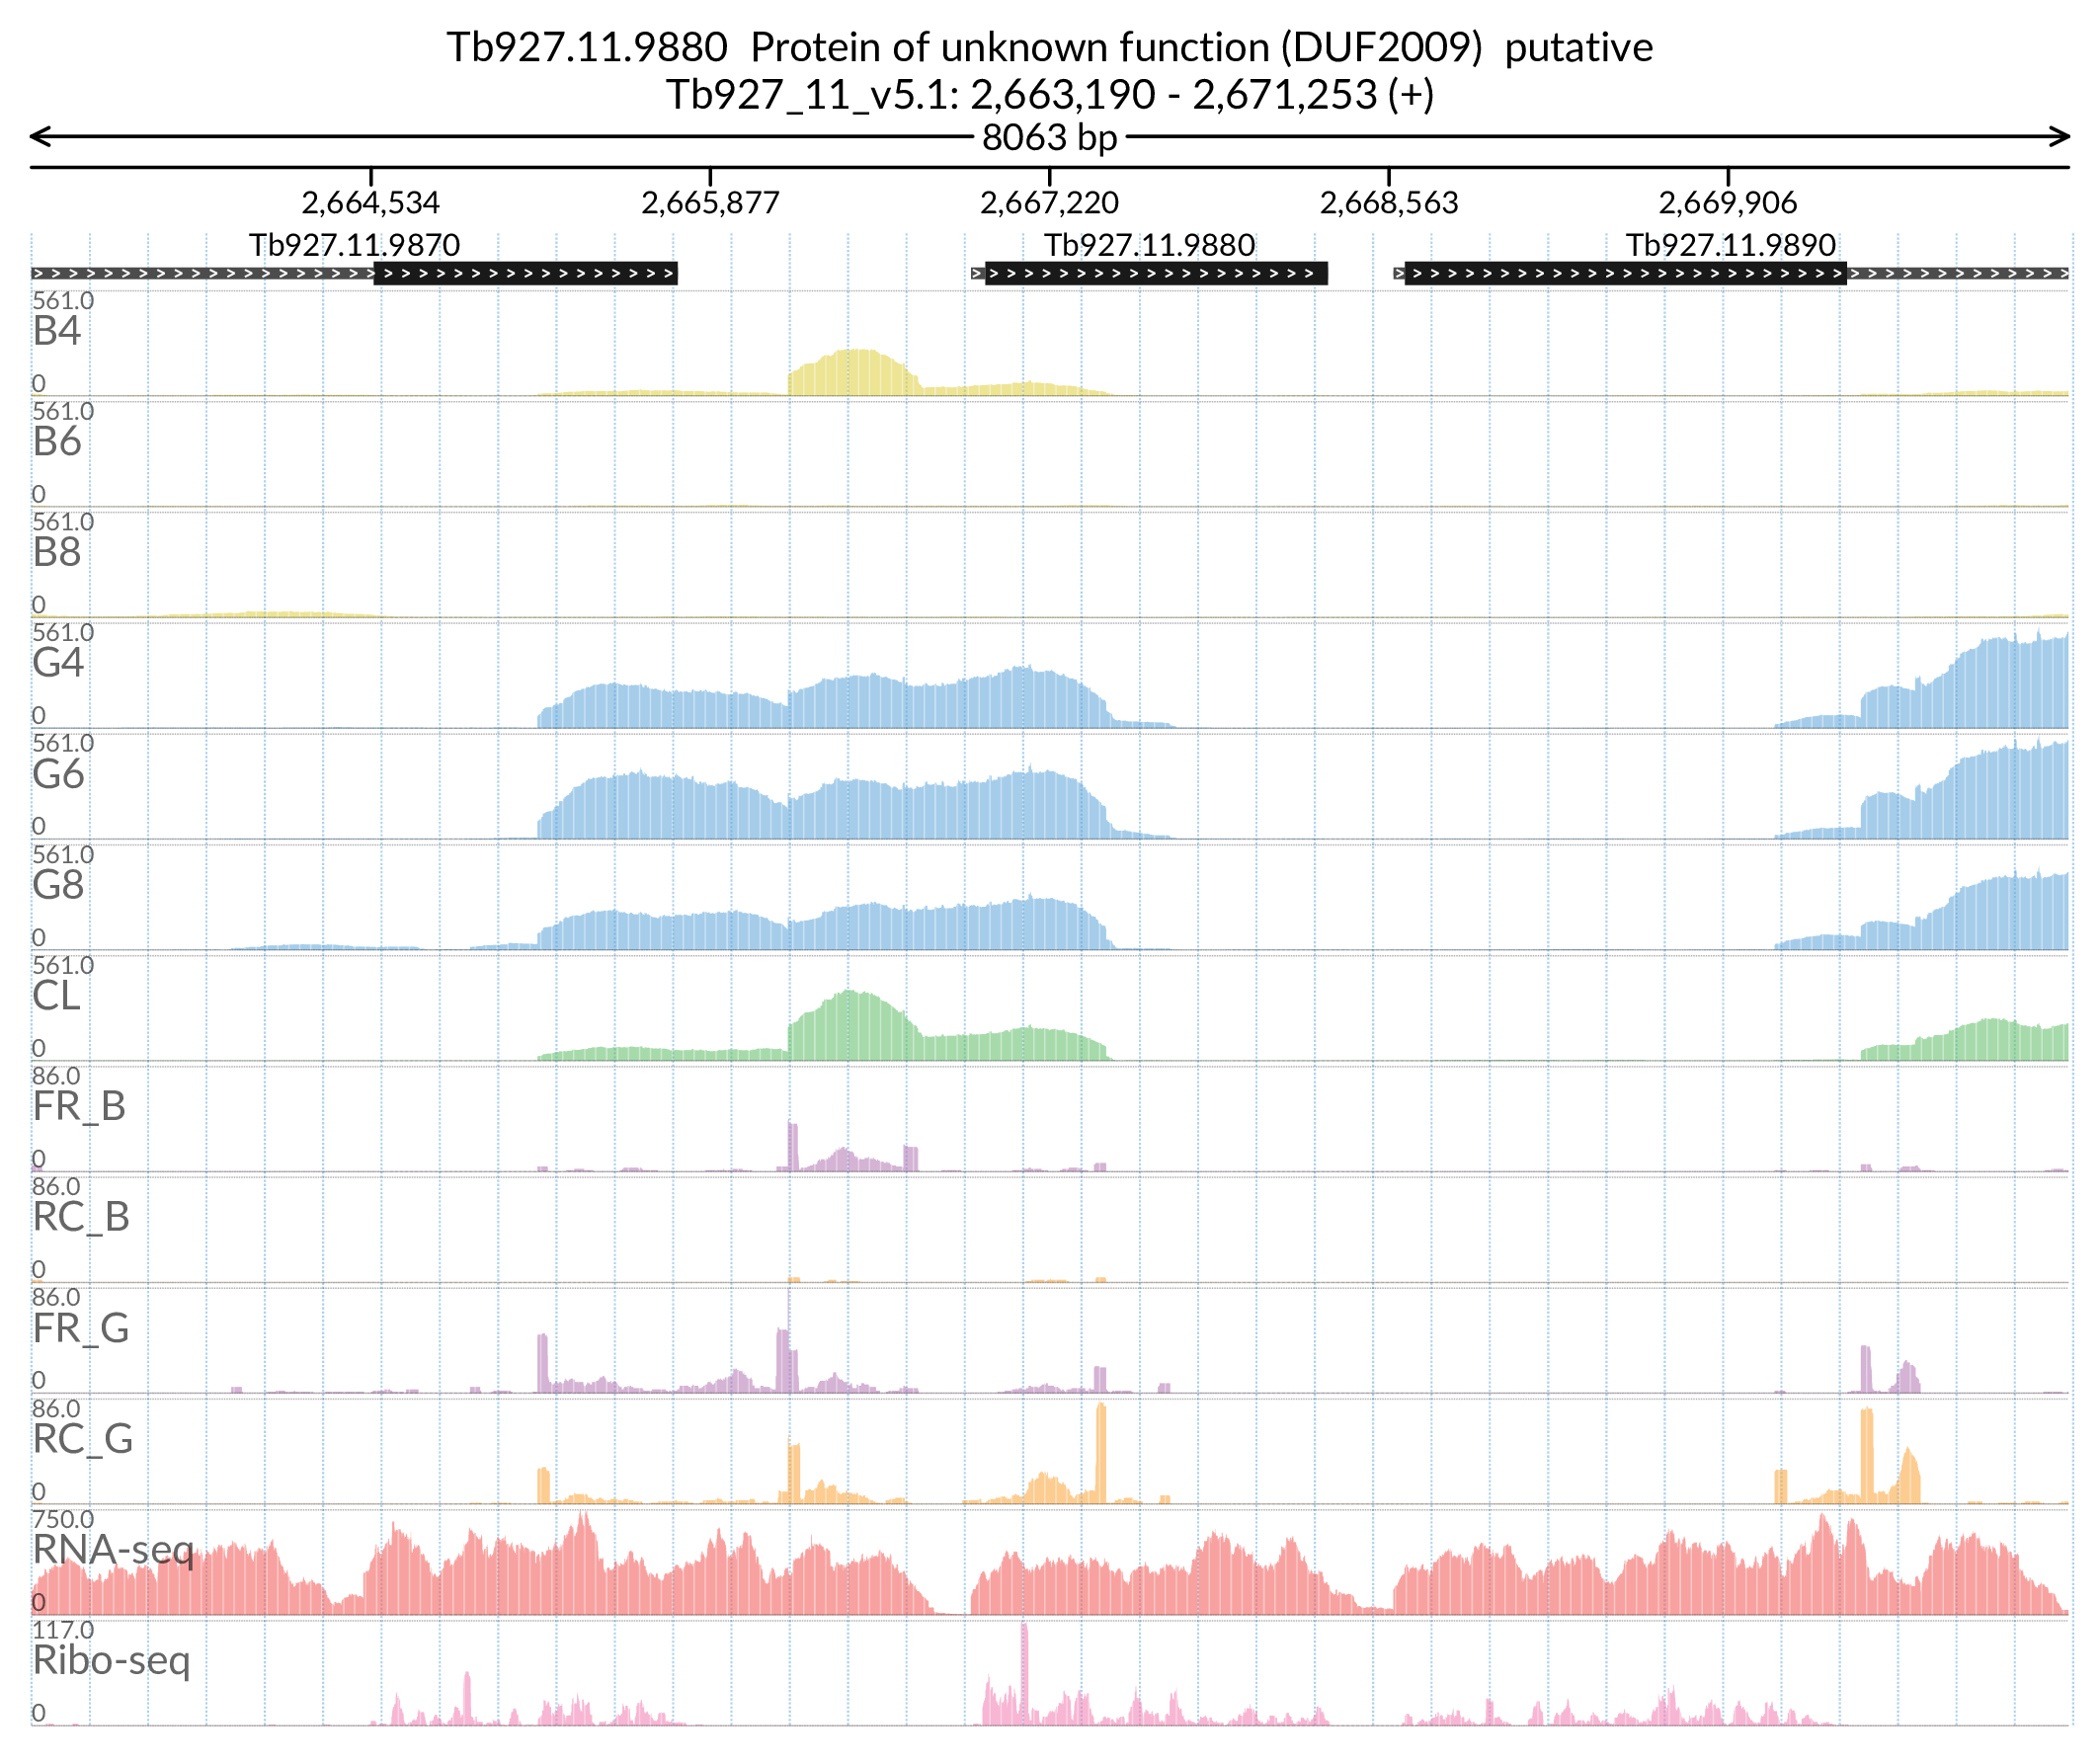 Tb927.11.9880 Protein of unknown function (DUF2009) putative
Tb927_11_v5.1: 2,663,190 - 2,671,253 (+)
8063 bp
2,664,534 2,665,877 2,667,220 2,668,563 2,669,906
Tb927.11.9870 Tb927.11.9880 Tb927.11.9890
561.0
B4
0
561.0
B6
0
561.0
B8
0
561.0
G4
0
561.0
G6
0
561.0
G8
0
561.0
CL
0
86.0
FR_B
0
86.0
RC_B
0
86.0
FR_G
0
86.0
RC_G
0
750.0
RNA-seq
0
117.0
Ribo-seq
0